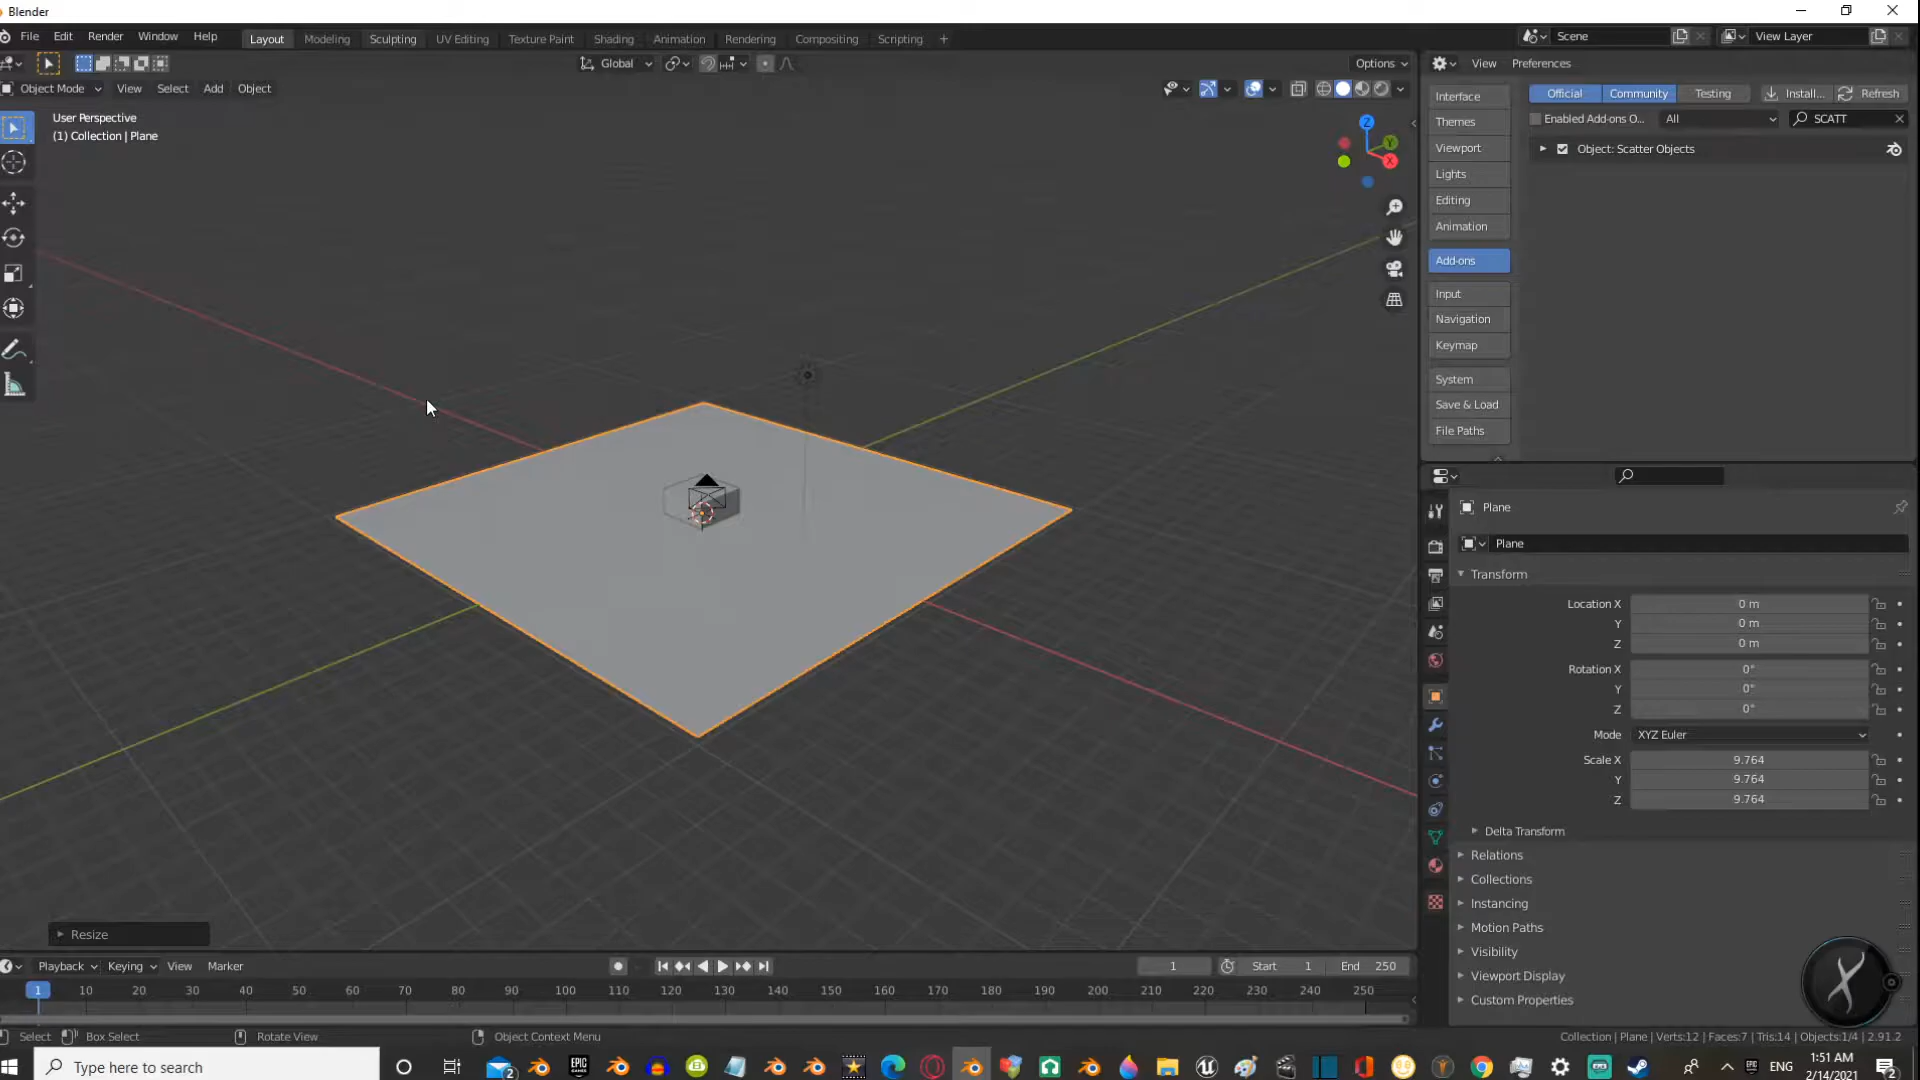 Blender
File Edit Render Window Help Layout Modeling Sculpting UV Editing Texture Paint Shading Animation Rendering Compositing Scripting + Scene View Layer
Global Options View Preferences
Object Mode View Select Add Object
User Perspective
(1) Collection | Plane
Z
Y
X
Interface
Themes
Viewport
Lights
Editing
Animation
Add-ons
Input
Navigation
Keymap
System
Save & Load
File Paths
Official Community Testing Install... Refresh
Enabled Add-ons O... All SCATT
Object: Scatter Objects
Plane
Plane
Transform
Location X 0 m
Y 0 m
Z 0 m
Rotation X 0°
Y 0°
Z 0°
Mode XYZ Euler
Scale X 9.764
Y 9.764
Z 9.764
Delta Transform
Relations
Collections
Instancing
Motion Paths
Visibility
Viewport Display
Custom Properties
Resize
Playback Keying View Marker 1 Start 1 End 250
1 10 20 30 40 50 60 70 80 90 100 110 120 130 140 150 160 170 180 190 200 210 220 230 240 250
Select Box Select Rotate View Object Context Menu Collection | Plane | Verts:12 | Faces:7 | Tris:14 | Objects:1/4 | 2.91.2
Type here to search 2 EPIC GAMES ENG 1:51 AM
2/14/2021 2